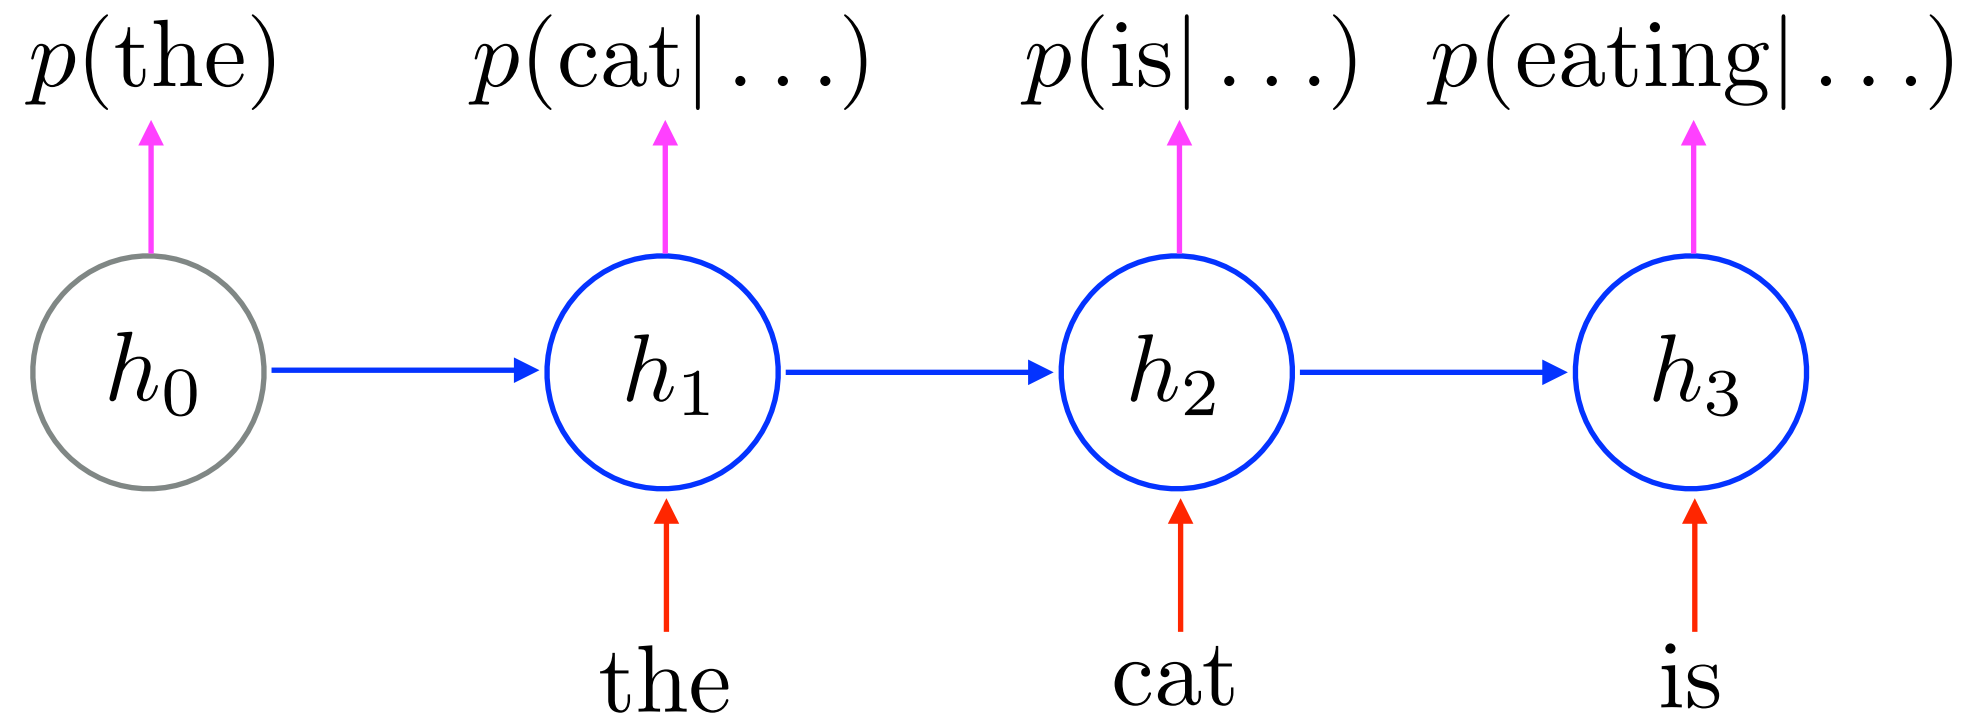 p(the) p(cat| . . .) p(is| . . .) p(eating| . . .)
h₀ h₁ h₂ h₃
the cat is